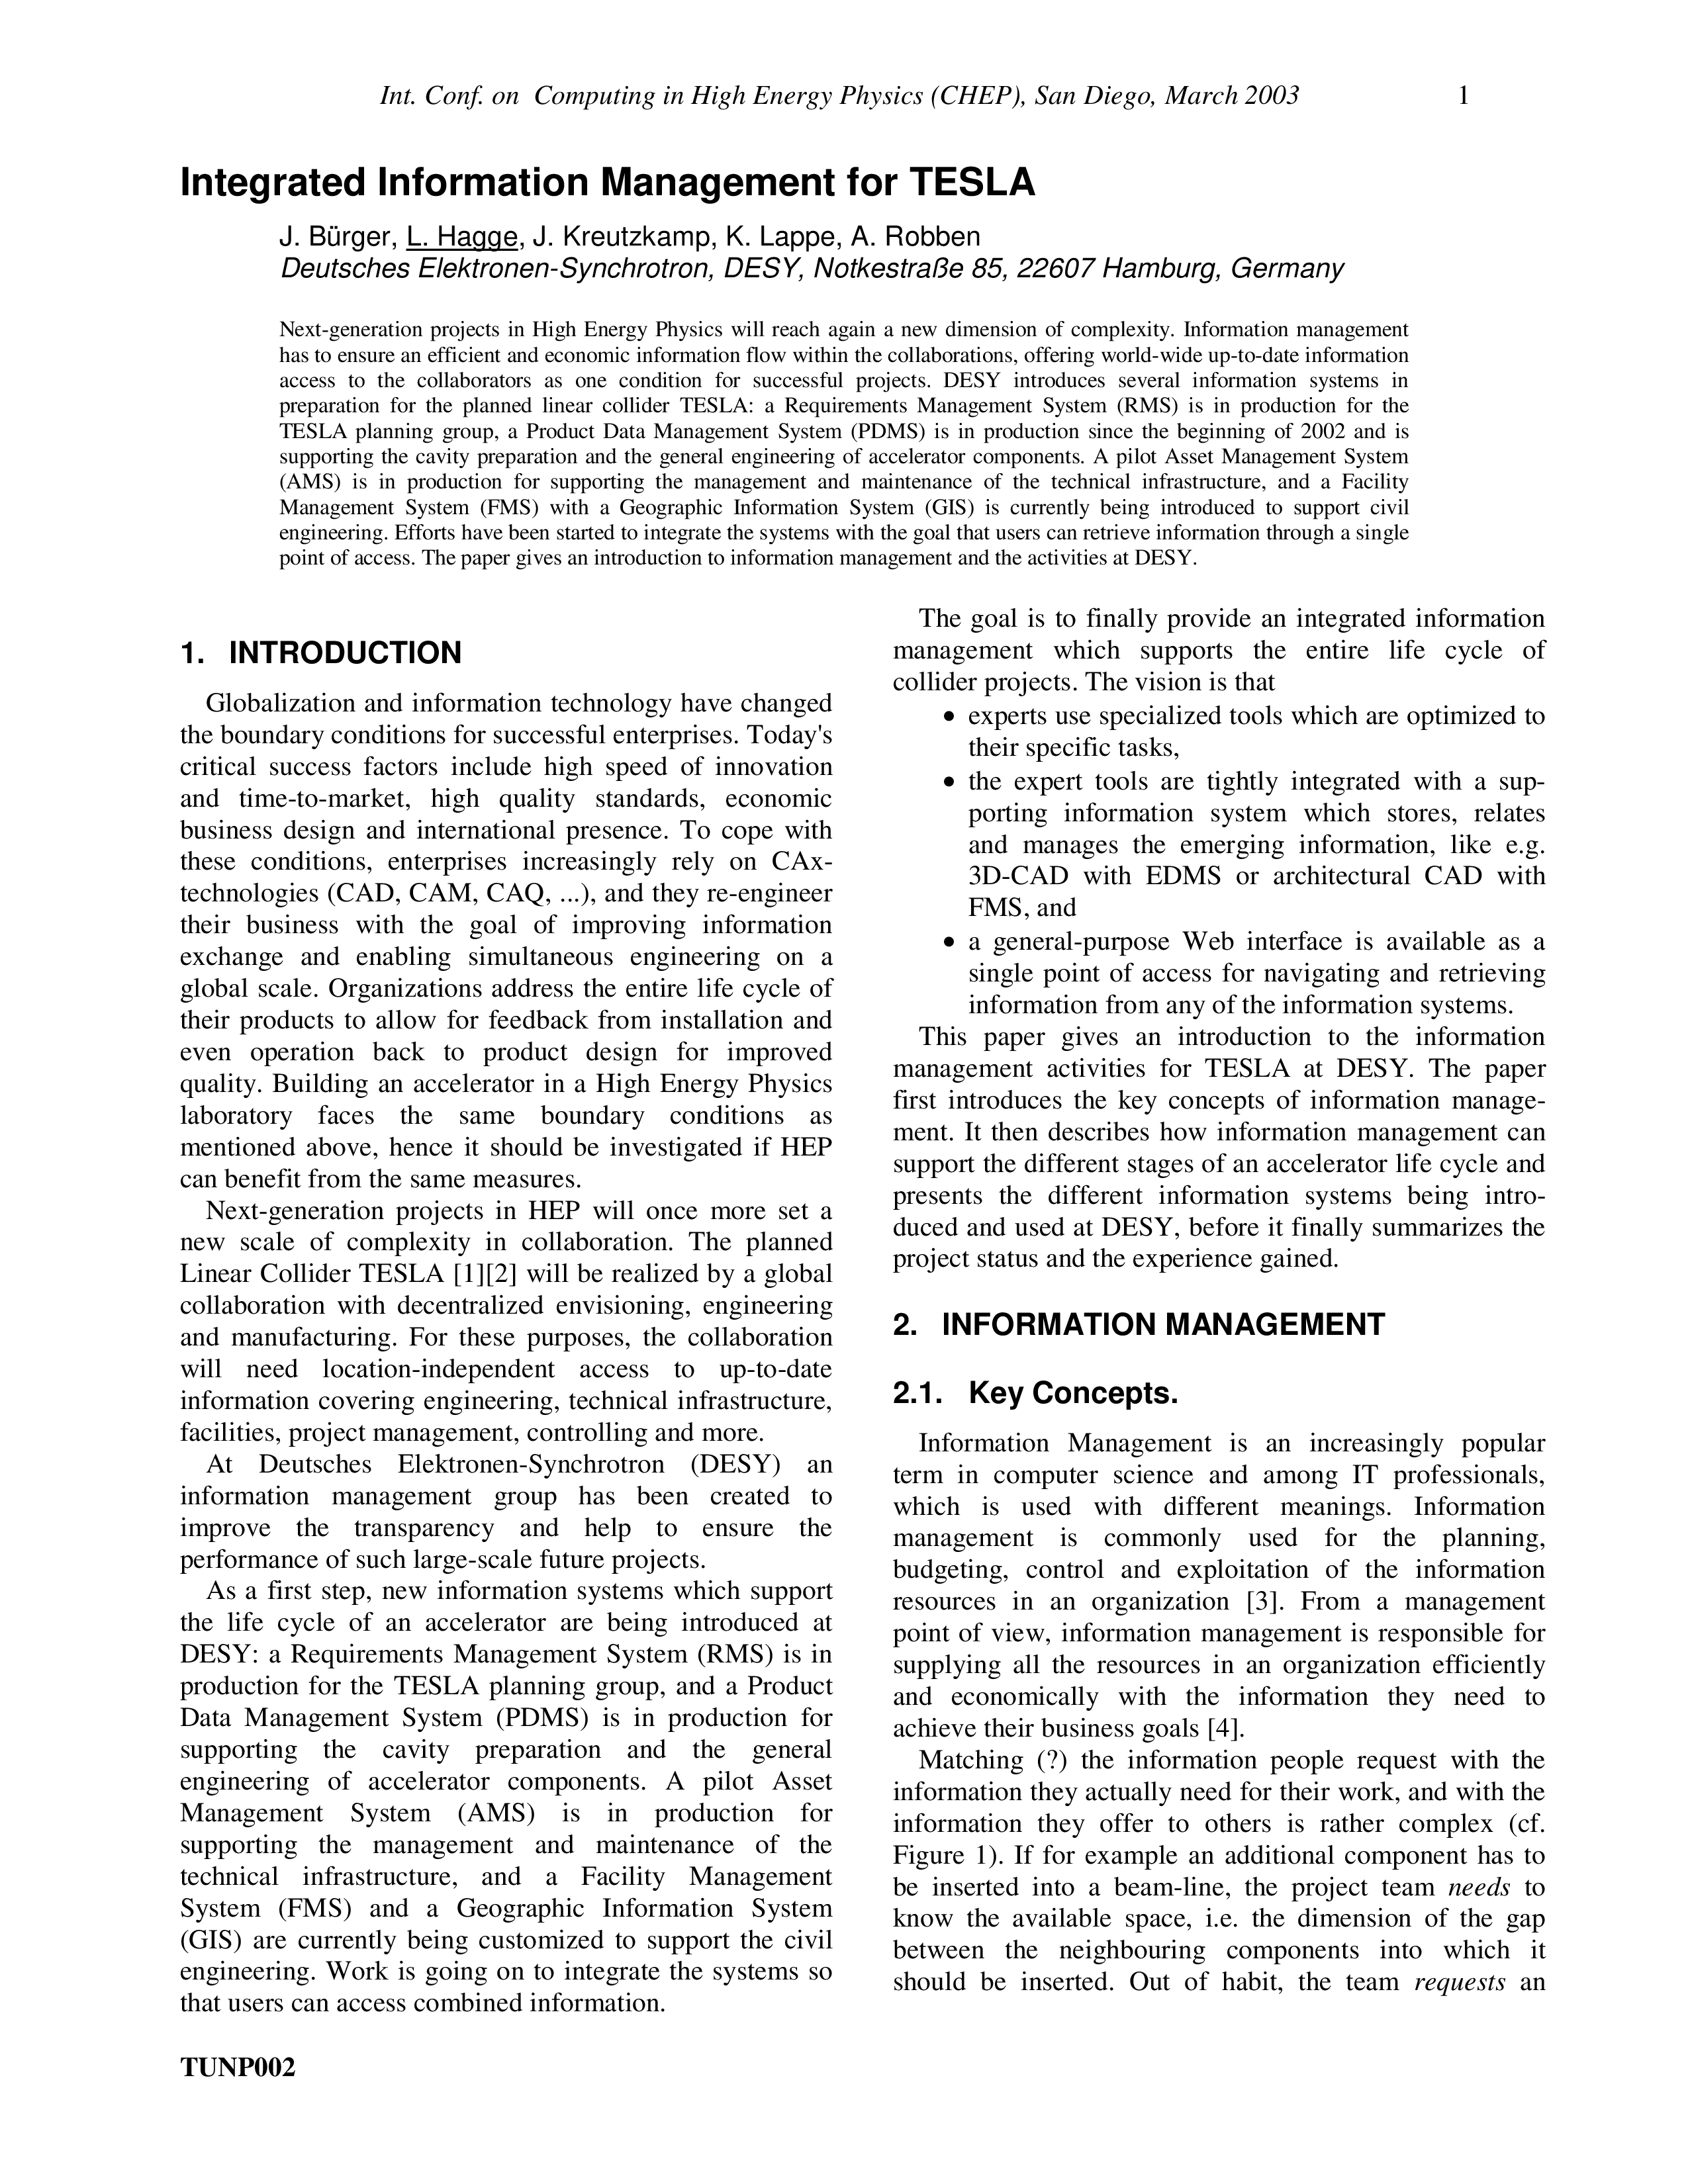 Int. Conf. on Computing in High Energy Physics (CHEP), San Diego, March 2003 1
Integrated Information Management for TESLA
J. Bürger, L. Hagge, J. Kreutzkamp, K. Lappe, A. Robben
Deutsches Elektronen-Synchrotron, DESY, Notkestraße 85, 22607 Hamburg, Germany
Next-generation projects in High Energy Physics will reach again a new dimension of complexity. Information management
has to ensure an efficient and economic information flow within the collaborations, offering world-wide up-to-date information
access to the collaborators as one condition for successful projects. DESY introduces several information systems in
preparation for the planned linear collider TESLA: a Requirements Management System (RMS) is in production for the
TESLA planning group, a Product Data Management System (PDMS) is in production since the beginning of 2002 and is
supporting the cavity preparation and the general engineering of accelerator components. A pilot Asset Management System
(AMS) is in production for supporting the management and maintenance of the technical infrastructure, and a Facility
Management System (FMS) with a Geographic Information System (GIS) is currently being introduced to support civil
engineering. Efforts have been started to integrate the systems with the goal that users can retrieve information through a single
point of access. The paper gives an introduction to information management and the activities at DESY.
1. INTRODUCTION
Globalization and information technology have changed
the boundary conditions for successful enterprises. Today's
critical success factors include high speed of innovation
and time-to-market, high quality standards, economic
business design and international presence. To cope with
these conditions, enterprises increasingly rely on CAx-
technologies (CAD, CAM, CAQ, ...), and they re-engineer
their business with the goal of improving information
exchange and enabling simultaneous engineering on a
global scale. Organizations address the entire life cycle of
their products to allow for feedback from installation and
even operation back to product design for improved
quality. Building an accelerator in a High Energy Physics
laboratory faces the same boundary conditions as
mentioned above, hence it should be investigated if HEP
can benefit from the same measures.
Next-generation projects in HEP will once more set a
new scale of complexity in collaboration. The planned
Linear Collider TESLA [1][2] will be realized by a global
collaboration with decentralized envisioning, engineering
and manufacturing. For these purposes, the collaboration
will need location-independent access to up-to-date
information covering engineering, technical infrastructure,
facilities, project management, controlling and more.
At Deutsches Elektronen-Synchrotron (DESY) an
information management group has been created to
improve the transparency and help to ensure the
performance of such large-scale future projects.
As a first step, new information systems which support
the life cycle of an accelerator are being introduced at
DESY: a Requirements Management System (RMS) is in
production for the TESLA planning group, and a Product
Data Management System (PDMS) is in production for
supporting the cavity preparation and the general
engineering of accelerator components. A pilot Asset
Management System (AMS) is in production for
supporting the management and maintenance of the
technical infrastructure, and a Facility Management
System (FMS) and a Geographic Information System
(GIS) are currently being customized to support the civil
engineering. Work is going on to integrate the systems so
that users can access combined information.
The goal is to finally provide an integrated information
management which supports the entire life cycle of
collider projects. The vision is that
• experts use specialized tools which are optimized to
their specific tasks,
• the expert tools are tightly integrated with a sup-
porting information system which stores, relates
and manages the emerging information, like e.g.
3D-CAD with EDMS or architectural CAD with
FMS, and
• a general-purpose Web interface is available as a
single point of access for navigating and retrieving
information from any of the information systems.
This paper gives an introduction to the information
management activities for TESLA at DESY. The paper
first introduces the key concepts of information manage-
ment. It then describes how information management can
support the different stages of an accelerator life cycle and
presents the different information systems being intro-
duced and used at DESY, before it finally summarizes the
project status and the experience gained.
2. INFORMATION MANAGEMENT
2.1. Key Concepts.
Information Management is an increasingly popular
term in computer science and among IT professionals,
which is used with different meanings. Information
management is commonly used for the planning,
budgeting, control and exploitation of the information
resources in an organization [3]. From a management
point of view, information management is responsible for
supplying all the resources in an organization efficiently
and economically with the information they need to
achieve their business goals [4].
Matching (?) the information people request with the
information they actually need for their work, and with the
information they offer to others is rather complex (cf.
Figure 1). If for example an additional component has to
be inserted into a beam-line, the project team needs to
know the available space, i.e. the dimension of the gap
between the neighbouring components into which it
should be inserted. Out of habit, the team requests an
TUNP002